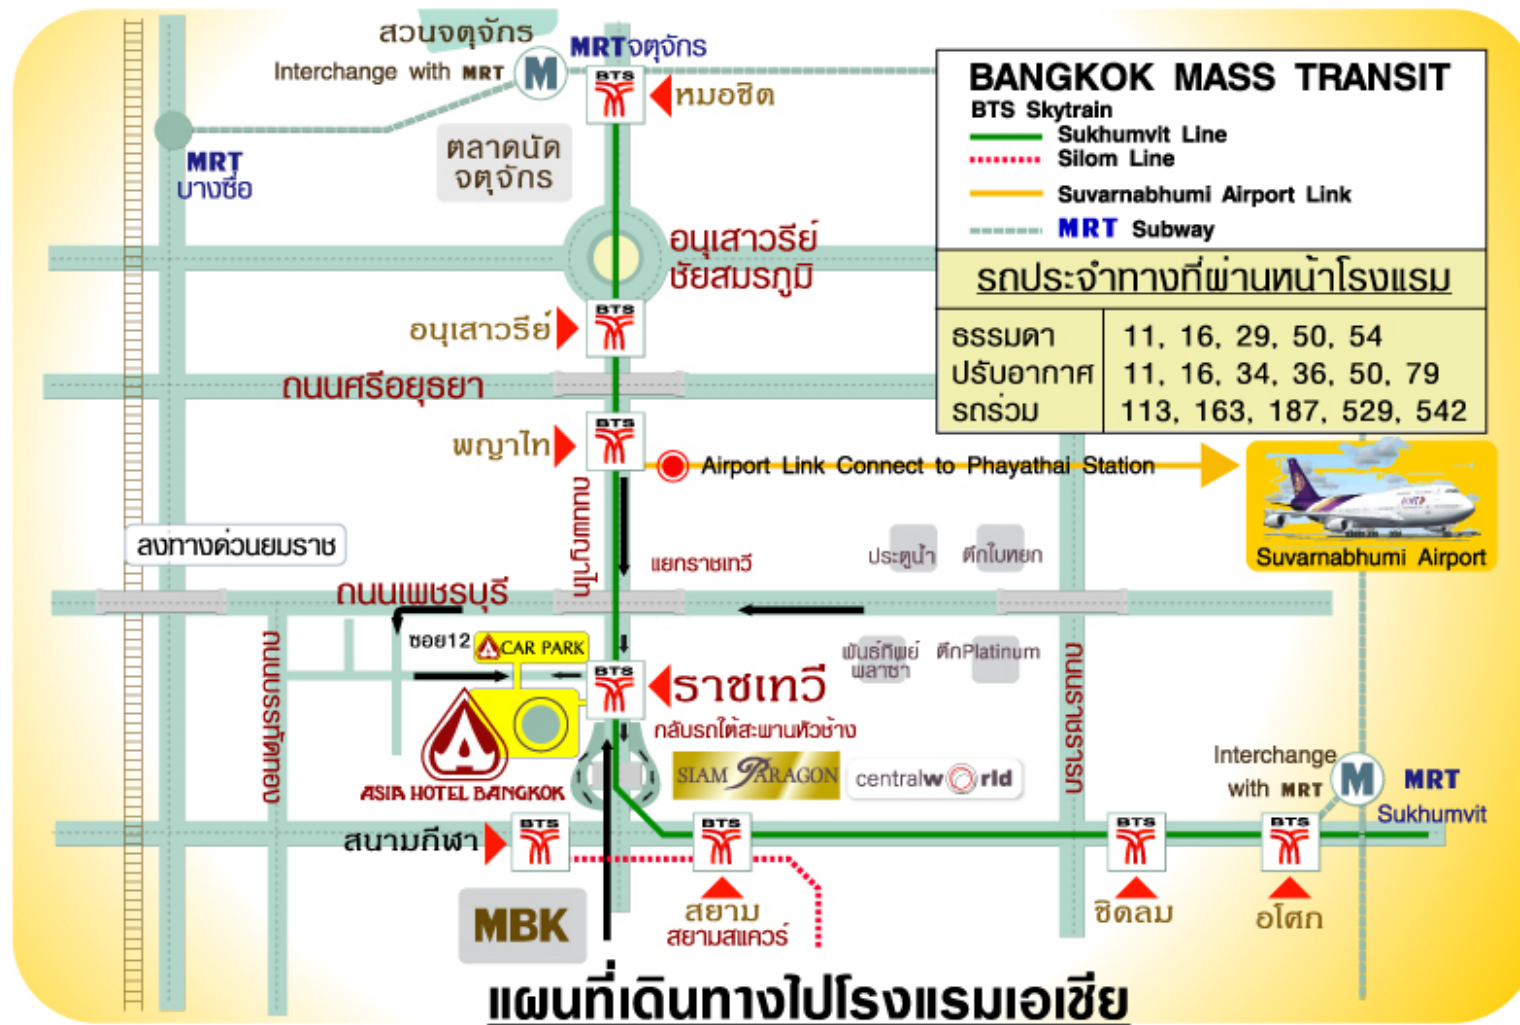 สวนจตุจักร
Interchange with MRT
M
MRTจตุจักร
BTS
หมอชิต
MRT
บางซื่อ
ตลาดนัด
จตุจักร
BANGKOK MASS TRANSIT
BTS Skytrain
Sukhumvit Line
Silom Line
Suvarnabhumi Airport Link
MRT Subway
รถประจำทางที่ผ่านหน้าโรงแรม
ธรรมดา 11, 16, 29, 50, 54
ปรับอากาศ 11, 16, 34, 36, 50, 79
รถร่วม 113, 163, 187, 529, 542
อนุเสาวรีย์
ชัยสมรภูมิ
BTS
อนุเสาวรีย์
ถนนศรีอยุธยา
BTS
พญาไท
Airport Link Connect to Phayathai Station
Suvarnabhumi Airport
ถนนพญาไท
ลงทางด่วนยมราช
แยกราชเทวี
ประตูน้ำ
ตึกใบหยก
ถนนเพชรบุรี
ซอย12
CAR PARK
ถนนบรรทัดทอง
BTS
ราชเทวี
กลับรถใต้สะพานหัวช้าง
พันธ์ทิพย์
พลาซา
ตึกPlatinum
ถนนราชดำริ
ASIA HOTEL BANGKOK
SIAM PARAGON
centralworld
Interchange
with MRT
M
MRT
Sukhumvit
สนามกีฬา
BTS
BTS
BTS
BTS
MBK
สยาม
สยามสแควร์
ชิดลม
อโศก
แผนที่เดินทางไปโรงแรมเอเชีย